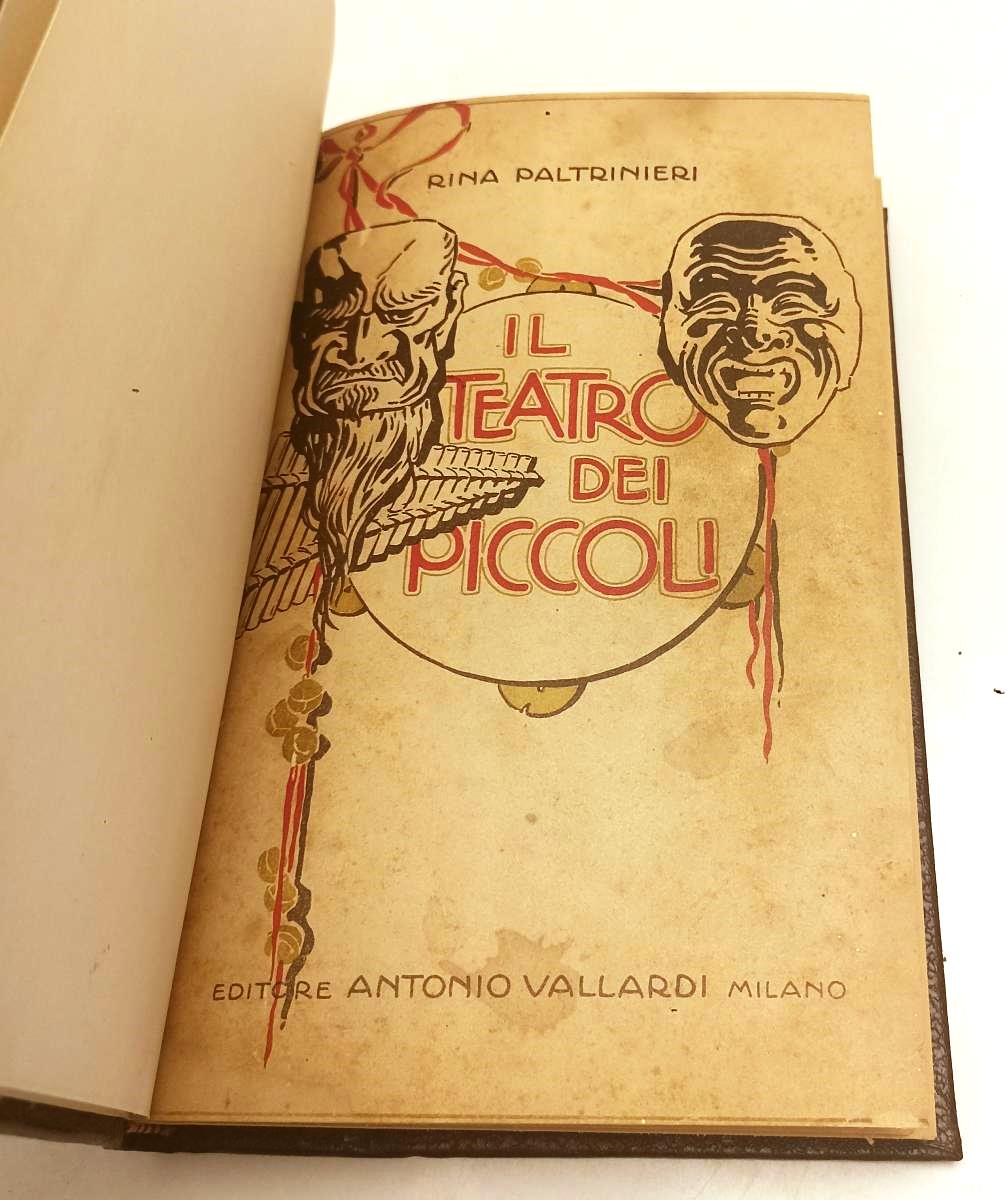 RINA PALTRINIERI
IL
TEATRO
DEI
PICCOLI
EDITORE ANTONIO VALLARDI MILANO